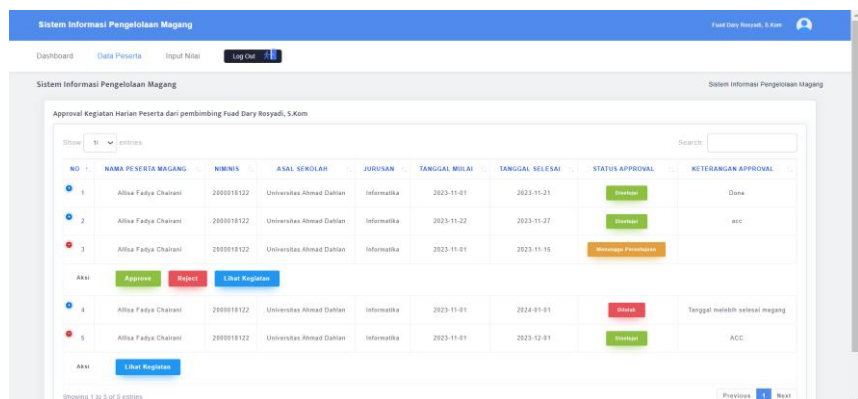 Sistem Informasi Pengelolaan Magang Fuad Dary Rosyadi, S.Kom
Dashboard Data Peserta Input Nilai Log Out
Sistem Informasi Pengelolaan Magang Sistem Informasi Pengelolaan Magang
Approval Kegiatan Harian Peserta dari pembimbing Fuad Dary Rosyadi, S.Kom
Show entries Search:
NO NAMA PESERTA MAGANG NIM/NIS ASAL SEKOLAH JURUSAN TANGGAL MULAI TANGGAL SELESAI STATUS APPROVAL KETERANGAN APPROVAL
1 Allisa Fadya Chairani 2000018122 Universitas Ahmad Dahlan Informatika 2023-11-01 2023-11-21 Disetujui Done
2 Allisa Fadya Chairani 2000018122 Universitas Ahmad Dahlan Informatika 2023-11-22 2023-11-27 Disetujui acc
3 Allisa Fadya Chairani 2000018122 Universitas Ahmad Dahlan Informatika 2023-11-01 2023-11-16 Menunggu Persetujuan
Aksi Approve Reject Lihat Kegiatan
4 Allisa Fadya Chairani 2000018122 Universitas Ahmad Dahlan Informatika 2023-11-01 2024-01-01 Ditolak Tanggal melebih selesai magang
5 Allisa Fadya Chairani 2000018122 Universitas Ahmad Dahlan Informatika 2023-11-01 2023-12-01 Disetujui ACC
Aksi Lihat Kegiatan
Showing 1 to 5 of 5 entries Previous 1 Next